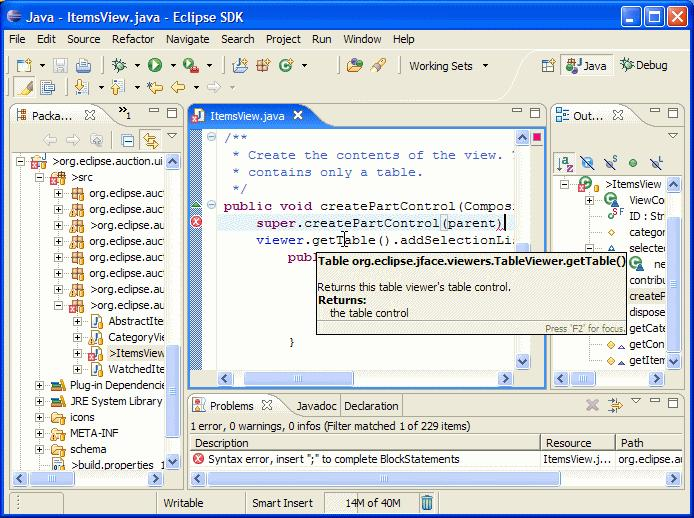 Java - ItemsView.java - Eclipse SDK
File Edit Source Refactor Navigate Search Project Run Window Help
Working Sets Java Debug
Packa... »1
>org.eclipse.auction.ui
>src
org.eclipse.auct
org.eclipse.auct
>org.eclipse.auc
org.eclipse.auct
>org.eclipse.auc
org.eclipse.auct
>org.eclipse.auc
>org.eclipse.auc
AbstractIte
CategoryVie
>ItemsView
WatchedIte
Plug-in Dependencie
JRE System Library
icons
META-INF
schema
>build.properties 1
ItemsView.java
/**
* Create the contents of the view.
* contains only a table.
*/
public void createPartControl(Composi
super.createPartControl(parent)
viewer.getTable().addSelectionLi
pub
}
Table org.eclipse.jface.viewers.TableViewer.getTable()
Returns this table viewer's table control.
Returns:
the table control
Press 'F2' for focus.
Out...
>ItemsView
ViewCo
ID : Str
categor
selected
ne
contribu
createP
dispose
getCate
getCon
getItem
Problems Javadoc Declaration
1 error, 0 warnings, 0 infos (Filter matched 1 of 229 items)
Description Resource Path
Syntax error, insert ";" to complete BlockStatements ItemsView.j... org.eclipse.a
Writable Smart Insert 14M of 40M